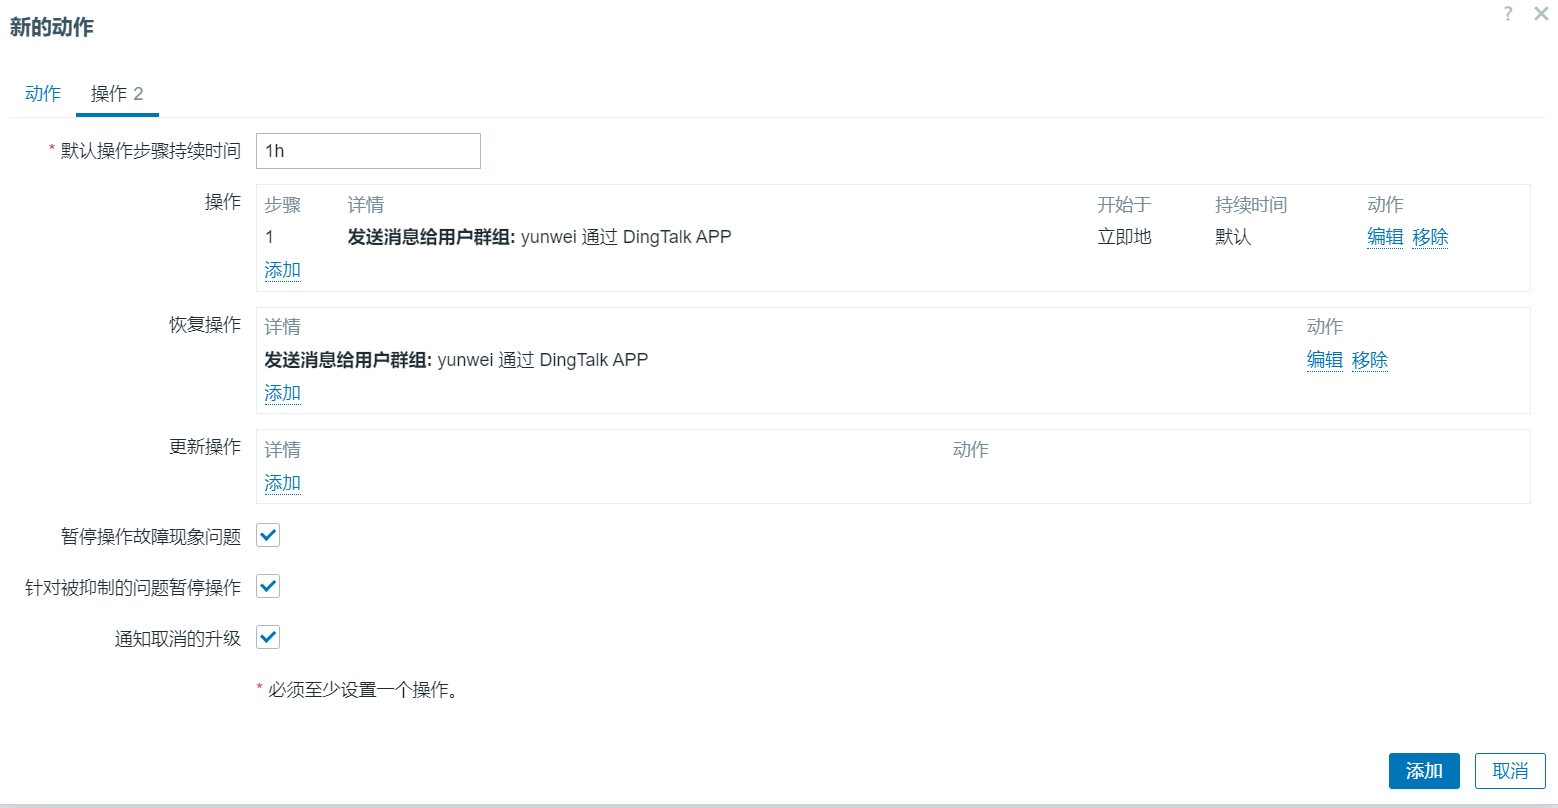 新的动作
?
动作 操作 2
* 默认操作步骤持续时间 1h
操作 步骤 详情 开始于 持续时间 动作
1 发送消息给用户群组: yunwei 通过 DingTalk APP 立即地 默认 编辑 移除
添加
恢复操作 详情 动作
发送消息给用户群组: yunwei 通过 DingTalk APP 编辑 移除
添加
更新操作 详情 动作
添加
暂停操作故障现象问题
针对被抑制的问题暂停操作
通知取消的升级
* 必须至少设置一个操作。
添加 取消